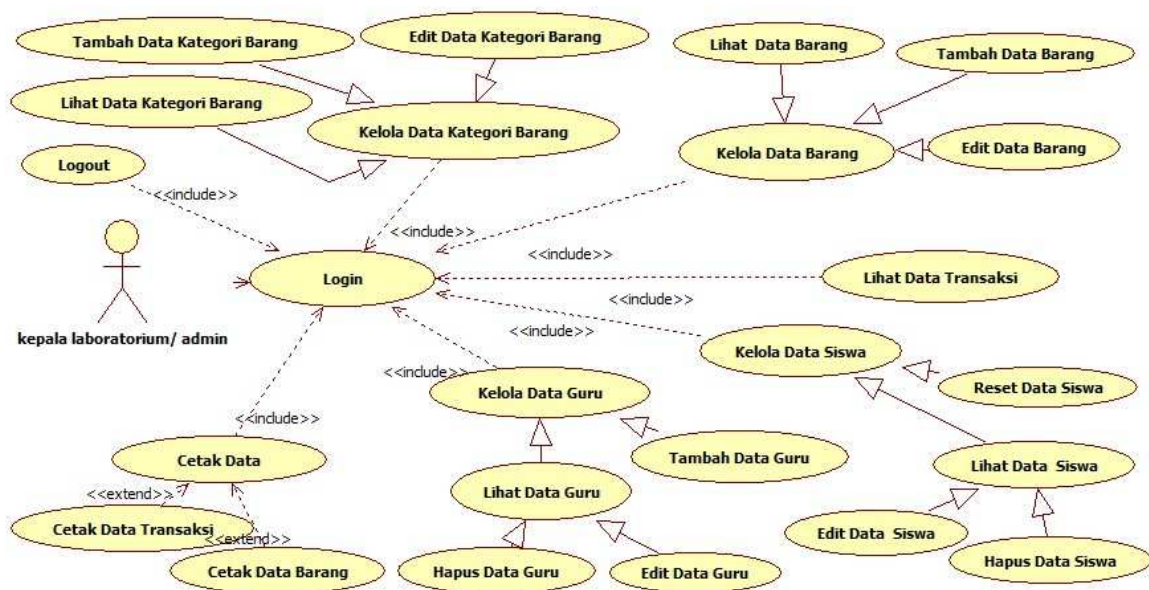 Tambah Data Kategori Barang
Edit Data Kategori Barang
Lihat Data Barang
Tambah Data Barang
Lihat Data Kategori Barang
Kelola Data Kategori Barang
Kelola Data Barang
Edit Data Barang
Logout
<<include>>
<<include>>
<<include>>
Login
Lihat Data Transaksi
<<include>>
<<include>>
kepala laboratorium/ admin
Kelola Data Siswa
<<include>>
Kelola Data Guru
Reset Data Siswa
<<include>>
Cetak Data
Tambah Data Guru
Lihat Data Siswa
<<extend>>
Lihat Data Guru
Cetak Data Transaksi
Edit Data Siswa
<<extend>>
Cetak Data Barang
Hapus Data Guru
Edit Data Guru
Hapus Data Siswa